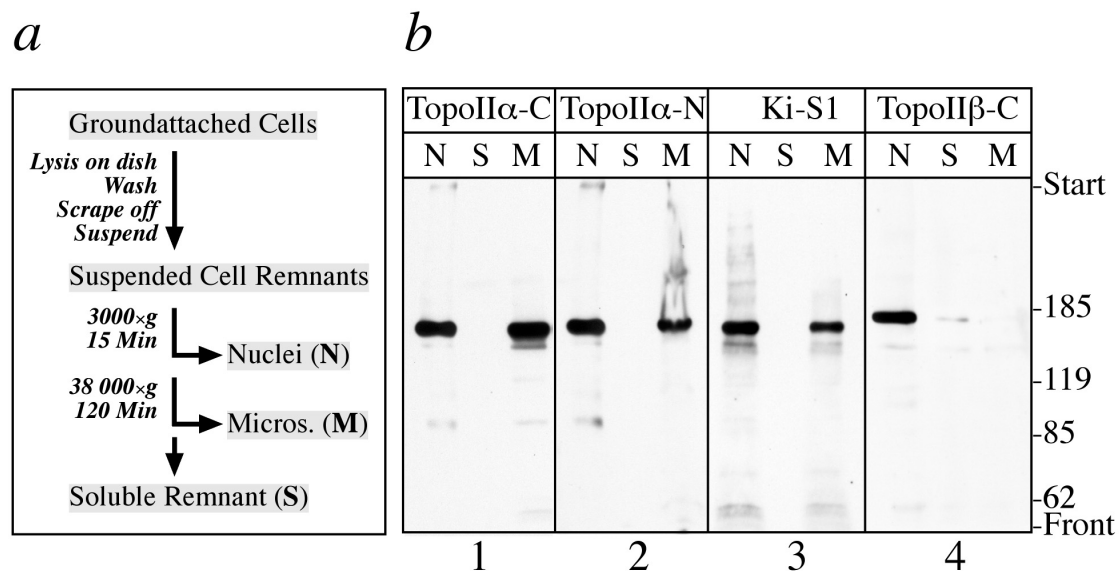 a
b
Groundattached Cells
Lysis on dish
Wash
Scrape off
Suspend
Suspended Cell Remnants
3000×g
15 Min
Nuclei (N)
38 000×g
120 Min
Micros. (M)
Soluble Remnant (S)
TopoIIα-C TopoIIα-N Ki-S1 TopoIIβ-C
N S M N S M N S M N S M
-Start
-185
-119
-85
-62
-Front
1 2 3 4